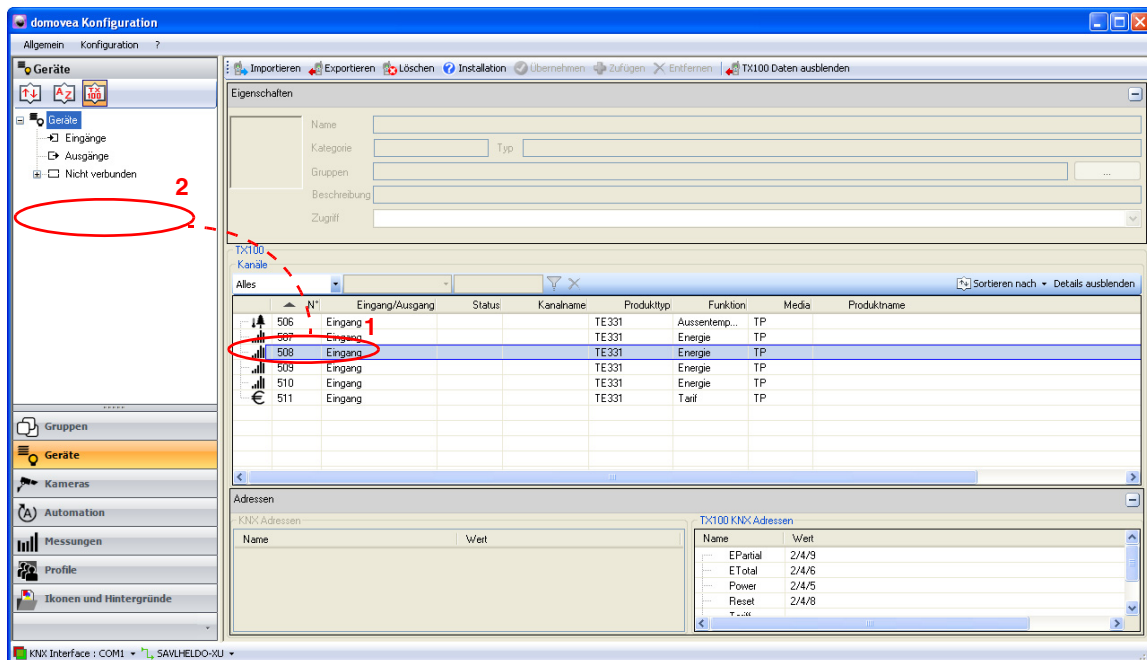 domovea Konfiguration
Allgemein Konfiguration ?
Geräte
Importieren Exportieren Löschen Installation Übernehmen Zufügen Entfernen TX100 Daten ausblenden
AZ TX 100
Eigenschaften
Geräte
Eingänge
Ausgänge
Nicht verbunden
2
Name
Kategorie Typ
Gruppen ...
Beschreibung
Zugriff
TX100
Kanäle
Alles Sortieren nach Details ausblenden
N° Eingang/Ausgang Status Kanalname Produkttyp Funktion Media Produktname
506 Eingang TE331 Aussentemp... TP
1
507 Eingang TE331 Energie TP
508 Eingang TE331 Energie TP
509 Eingang TE331 Energie TP
510 Eingang TE331 Energie TP
€ 511 Eingang TE331 Tarif TP
Gruppen
Geräte
Kameras
Automation
Messungen
Profile
Ikonen und Hintergründe
Adressen
KNX Adressen
Name Wert
TX100 KNX Adressen
Name Wert
EPartial 2/4/9
ETotal 2/4/6
Power 2/4/5
Reset 2/4/8
KNX Interface : COM1 SAVLHELDO-XU